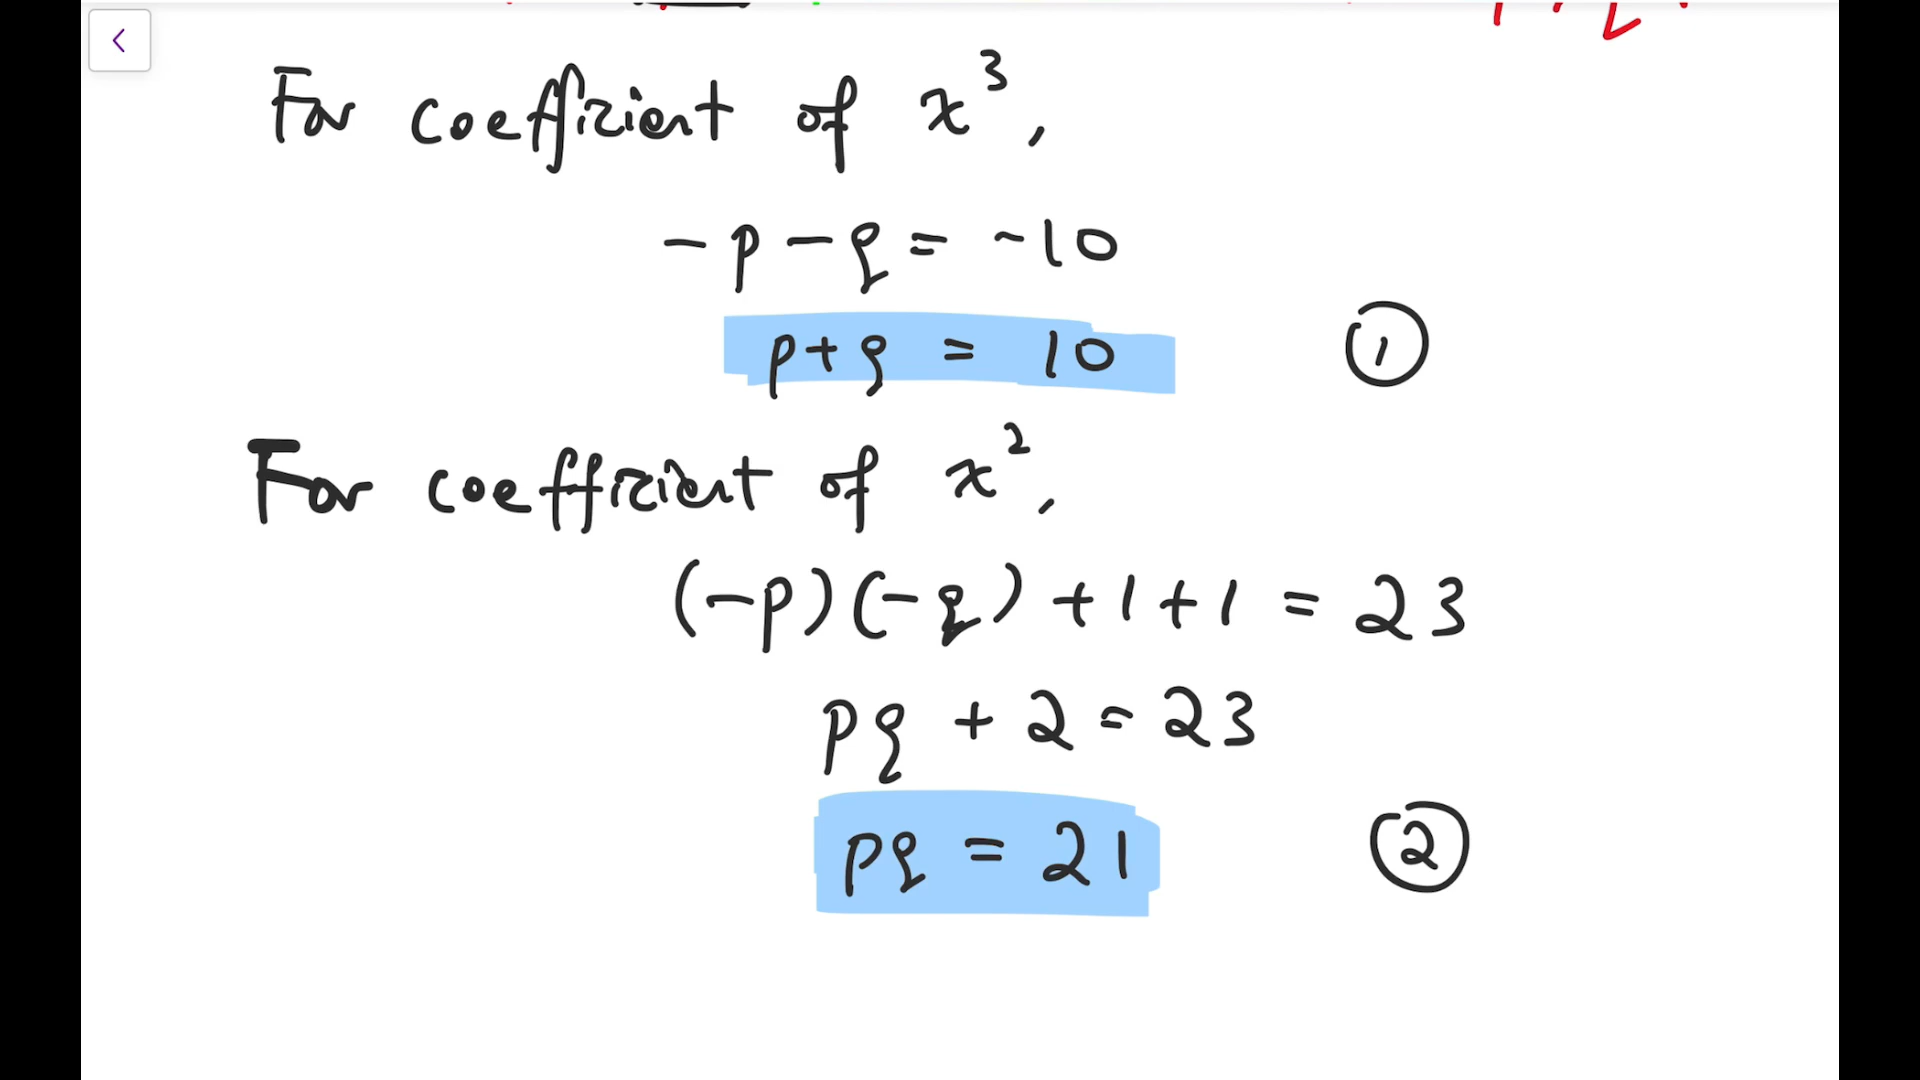 For coefficient of x³,
-p-q = -10
p+q = 10 ①
For coefficient of x²,
(-p)(-q)+1+1 = 23
pq + 2 = 23
pq = 21 ②